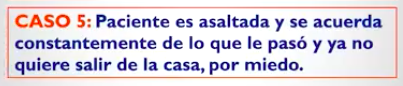 CASO 5: Paciente es asaltada y se acuerda
constantemente de lo que le pasó y ya no
quiere salir de la casa, por miedo.